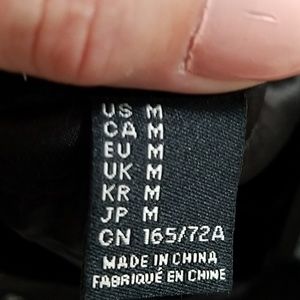 US M
CA M
EU M
UK M
KR M
JP M
CN 165/72A
MADE IN CHINA
FABRIQUÉ EN CHINE